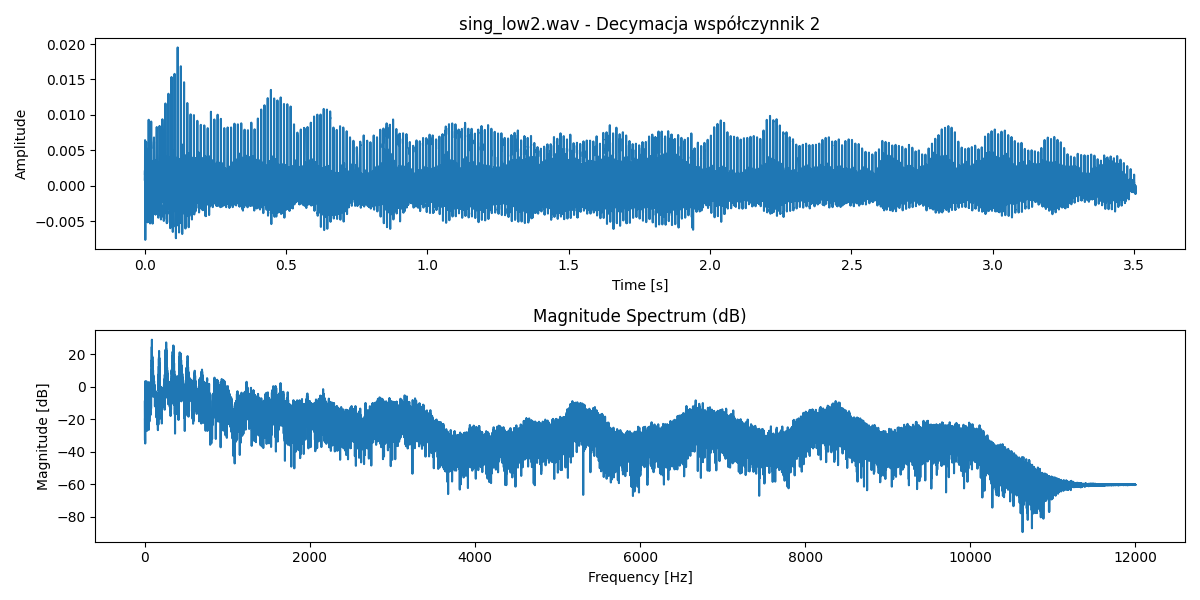 sing_low2.wav - Decymacja współczynnik 2
0.020
0.015
0.010
0.005
0.000
−0.005
Amplitude
0.0 0.5 1.0 1.5 2.0 2.5 3.0 3.5
Time [s]
Magnitude Spectrum (dB)
20
0
−20
−40
−60
−80
Magnitude [dB]
0 2000 4000 6000 8000 10000 12000
Frequency [Hz]